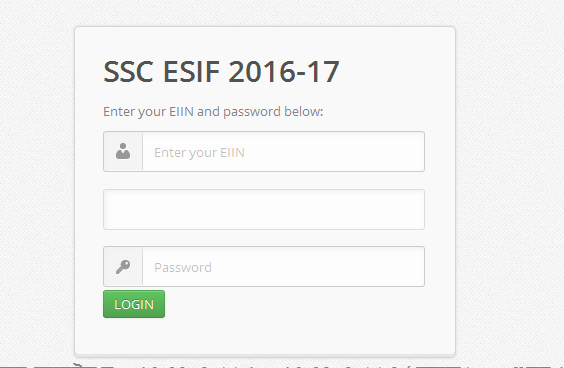 SSC ESIF 2016-17
Enter your EIIN and password below:
Enter your EIIN
Password
LOGIN